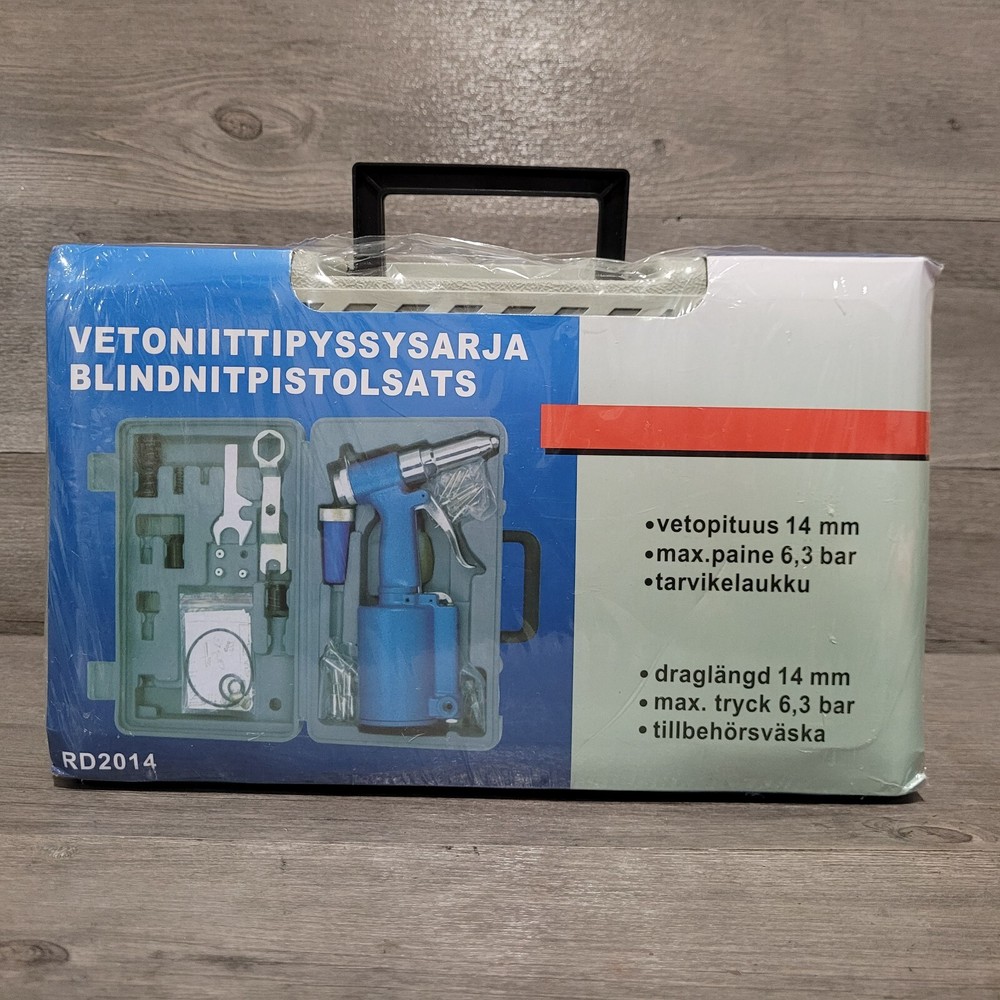 VETONIITTIPYSSYSARJA
BLINDNITPISTOLSATS
•vetopituus 14 mm
•max.paine 6,3 bar
•tarvikelaukku
• draglängd 14 mm
• max. tryck 6,3 bar
• tillbehörsväska
RD2014